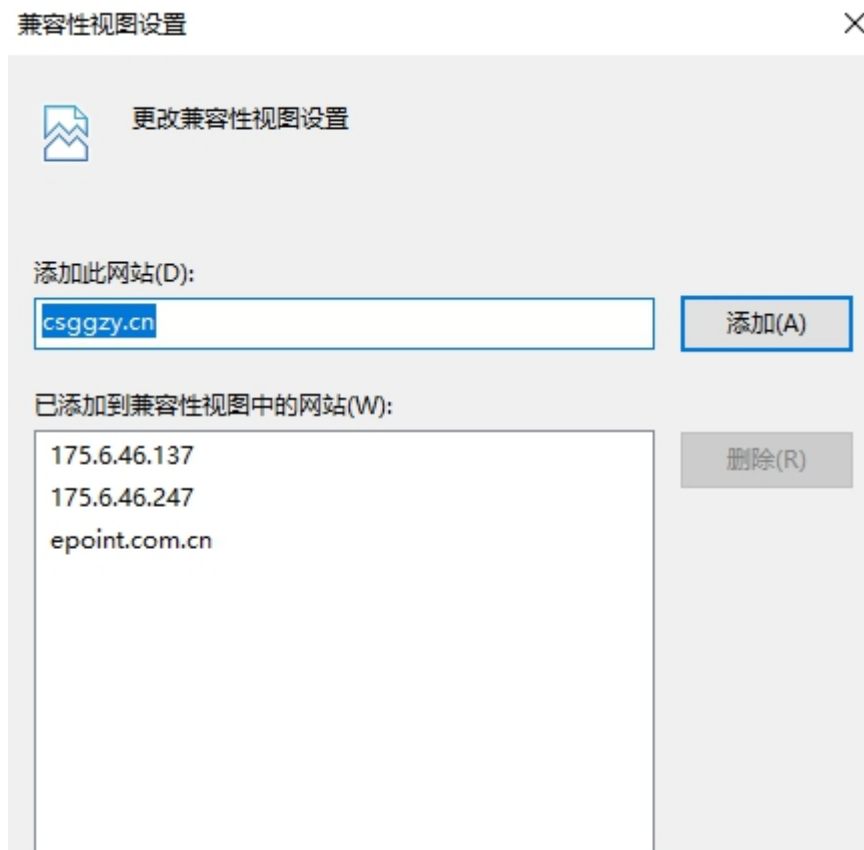 兼容性视图设置
更改兼容性视图设置
添加此网站(D):
csggzy.cn
添加(A)
已添加到兼容性视图中的网站(W):
175.6.46.137
删除(R)
175.6.46.247
epoint.com.cn